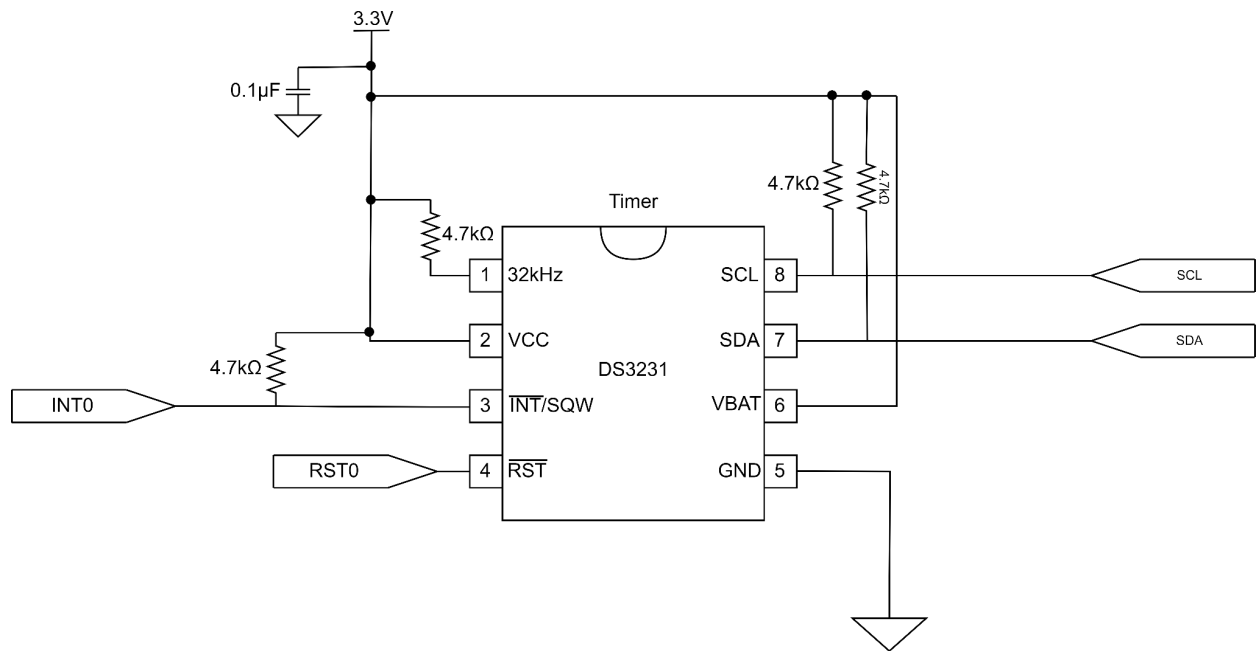 3.3V
0.1µF
4.7kΩ
4.7kΩ
Timer
4.7kΩ
1
32kHz
SCL
8
SCL
2
VCC
SDA
7
SDA
4.7kΩ
DS3231
INT0
3
INT/SQW
VBAT
6
RST0
4
RST
GND
5